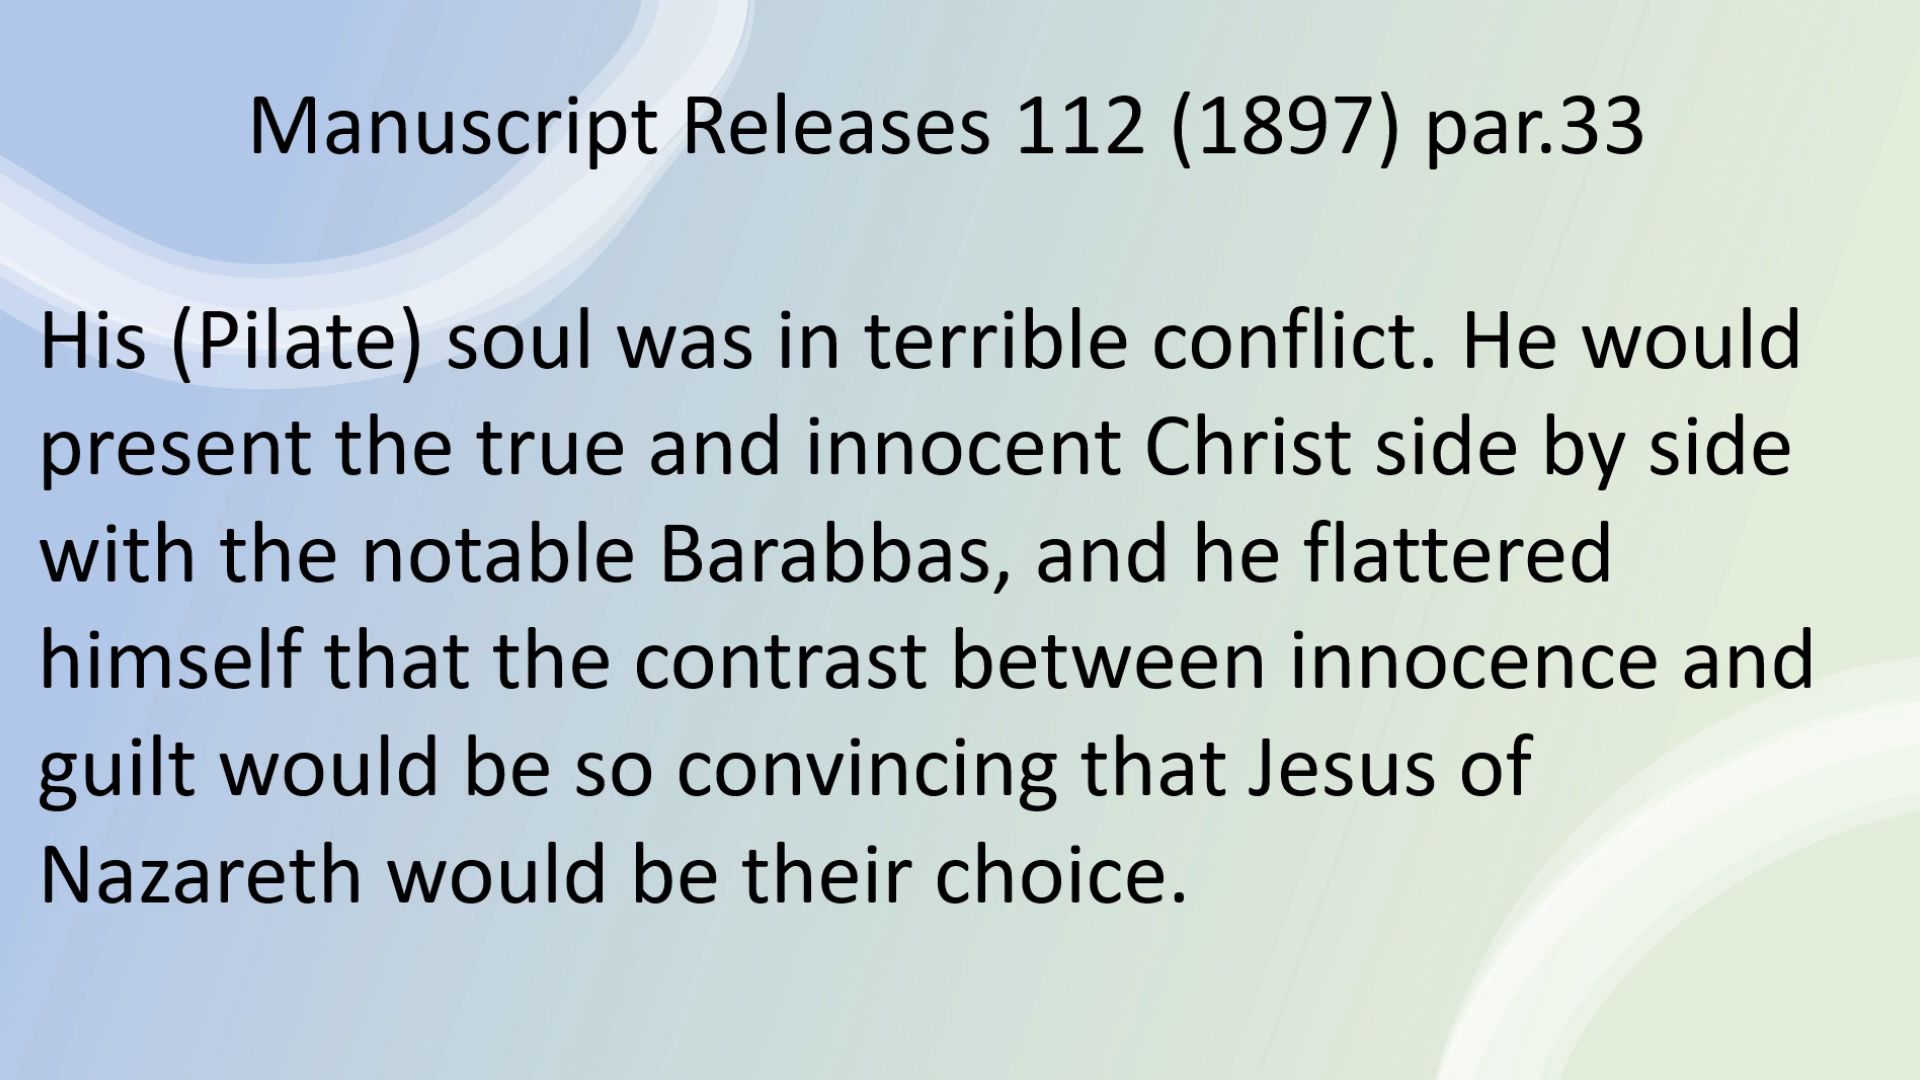 Manuscript Releases 112 (1897) par.33
His (Pilate) soul was in terrible conflict. He would
present the true and innocent Christ side by side
with the notable Barabbas, and he flattered
himself that the contrast between innocence and
guilt would be so convincing that Jesus of
Nazareth would be their choice.